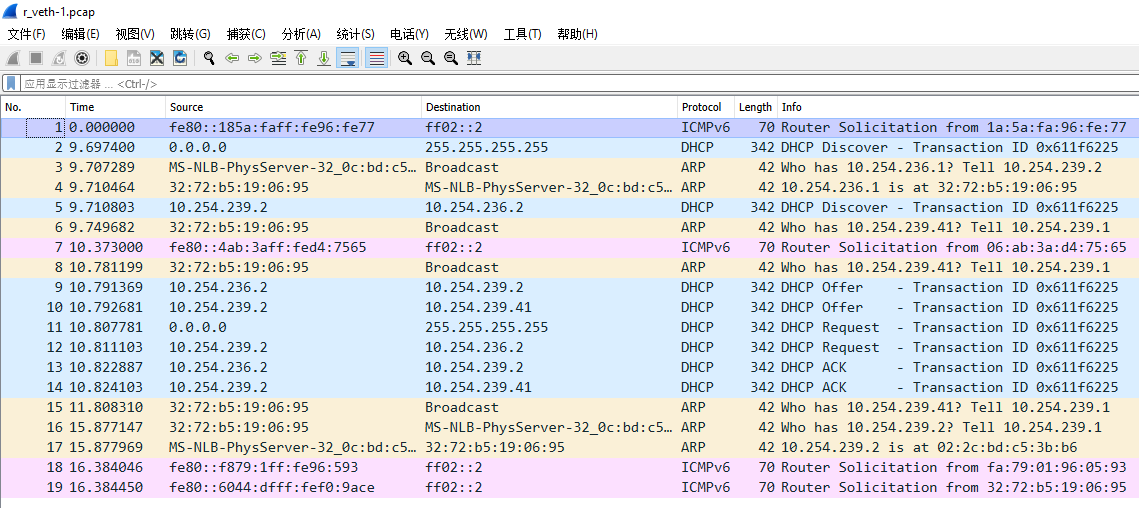 r_veth-1.pcap
文件(F) 编辑(E) 视图(V) 跳转(G) 捕获(C) 分析(A) 统计(S) 电话(Y) 无线(W) 工具(T) 帮助(H)
应用显示过滤器 … <Ctrl-/>
No. Time Source Destination Protocol Length Info
1 0.000000 fe80::185a:faff:fe96:fe77 ff02::2 ICMPv6 70 Router Solicitation from 1a:5a:fa:96:fe:77
2 9.697400 0.0.0.0 255.255.255.255 DHCP 342 DHCP Discover - Transaction ID 0x611f6225
3 9.707289 MS-NLB-PhysServer-32_0c:bd:c5… Broadcast ARP 42 Who has 10.254.236.1? Tell 10.254.239.2
4 9.710464 32:72:b5:19:06:95 MS-NLB-PhysServer-32_0c:bd:c5… ARP 42 10.254.236.1 is at 32:72:b5:19:06:95
5 9.710803 10.254.239.2 10.254.236.2 DHCP 342 DHCP Discover - Transaction ID 0x611f6225
6 9.749682 32:72:b5:19:06:95 Broadcast ARP 42 Who has 10.254.239.41? Tell 10.254.239.1
7 10.373000 fe80::4ab:3aff:fed4:7565 ff02::2 ICMPv6 70 Router Solicitation from 06:ab:3a:d4:75:65
8 10.781199 32:72:b5:19:06:95 Broadcast ARP 42 Who has 10.254.239.41? Tell 10.254.239.1
9 10.791369 10.254.236.2 10.254.239.2 DHCP 342 DHCP Offer - Transaction ID 0x611f6225
10 10.792681 10.254.239.2 10.254.239.41 DHCP 342 DHCP Offer - Transaction ID 0x611f6225
11 10.807781 0.0.0.0 255.255.255.255 DHCP 342 DHCP Request - Transaction ID 0x611f6225
12 10.811103 10.254.239.2 10.254.236.2 DHCP 342 DHCP Request - Transaction ID 0x611f6225
13 10.822887 10.254.236.2 10.254.239.2 DHCP 342 DHCP ACK - Transaction ID 0x611f6225
14 10.824103 10.254.239.2 10.254.239.41 DHCP 342 DHCP ACK - Transaction ID 0x611f6225
15 11.808310 32:72:b5:19:06:95 Broadcast ARP 42 Who has 10.254.239.41? Tell 10.254.239.1
16 15.877147 32:72:b5:19:06:95 MS-NLB-PhysServer-32_0c:bd:c5… ARP 42 Who has 10.254.239.2? Tell 10.254.239.1
17 15.877969 MS-NLB-PhysServer-32_0c:bd:c5… 32:72:b5:19:06:95 ARP 42 10.254.239.2 is at 02:2c:bd:c5:3b:b6
18 16.384046 fe80::f879:1ff:fe96:593 ff02::2 ICMPv6 70 Router Solicitation from fa:79:01:96:05:93
19 16.384450 fe80::6044:dfff:fef0:9ace ff02::2 ICMPv6 70 Router Solicitation from 32:72:b5:19:06:95